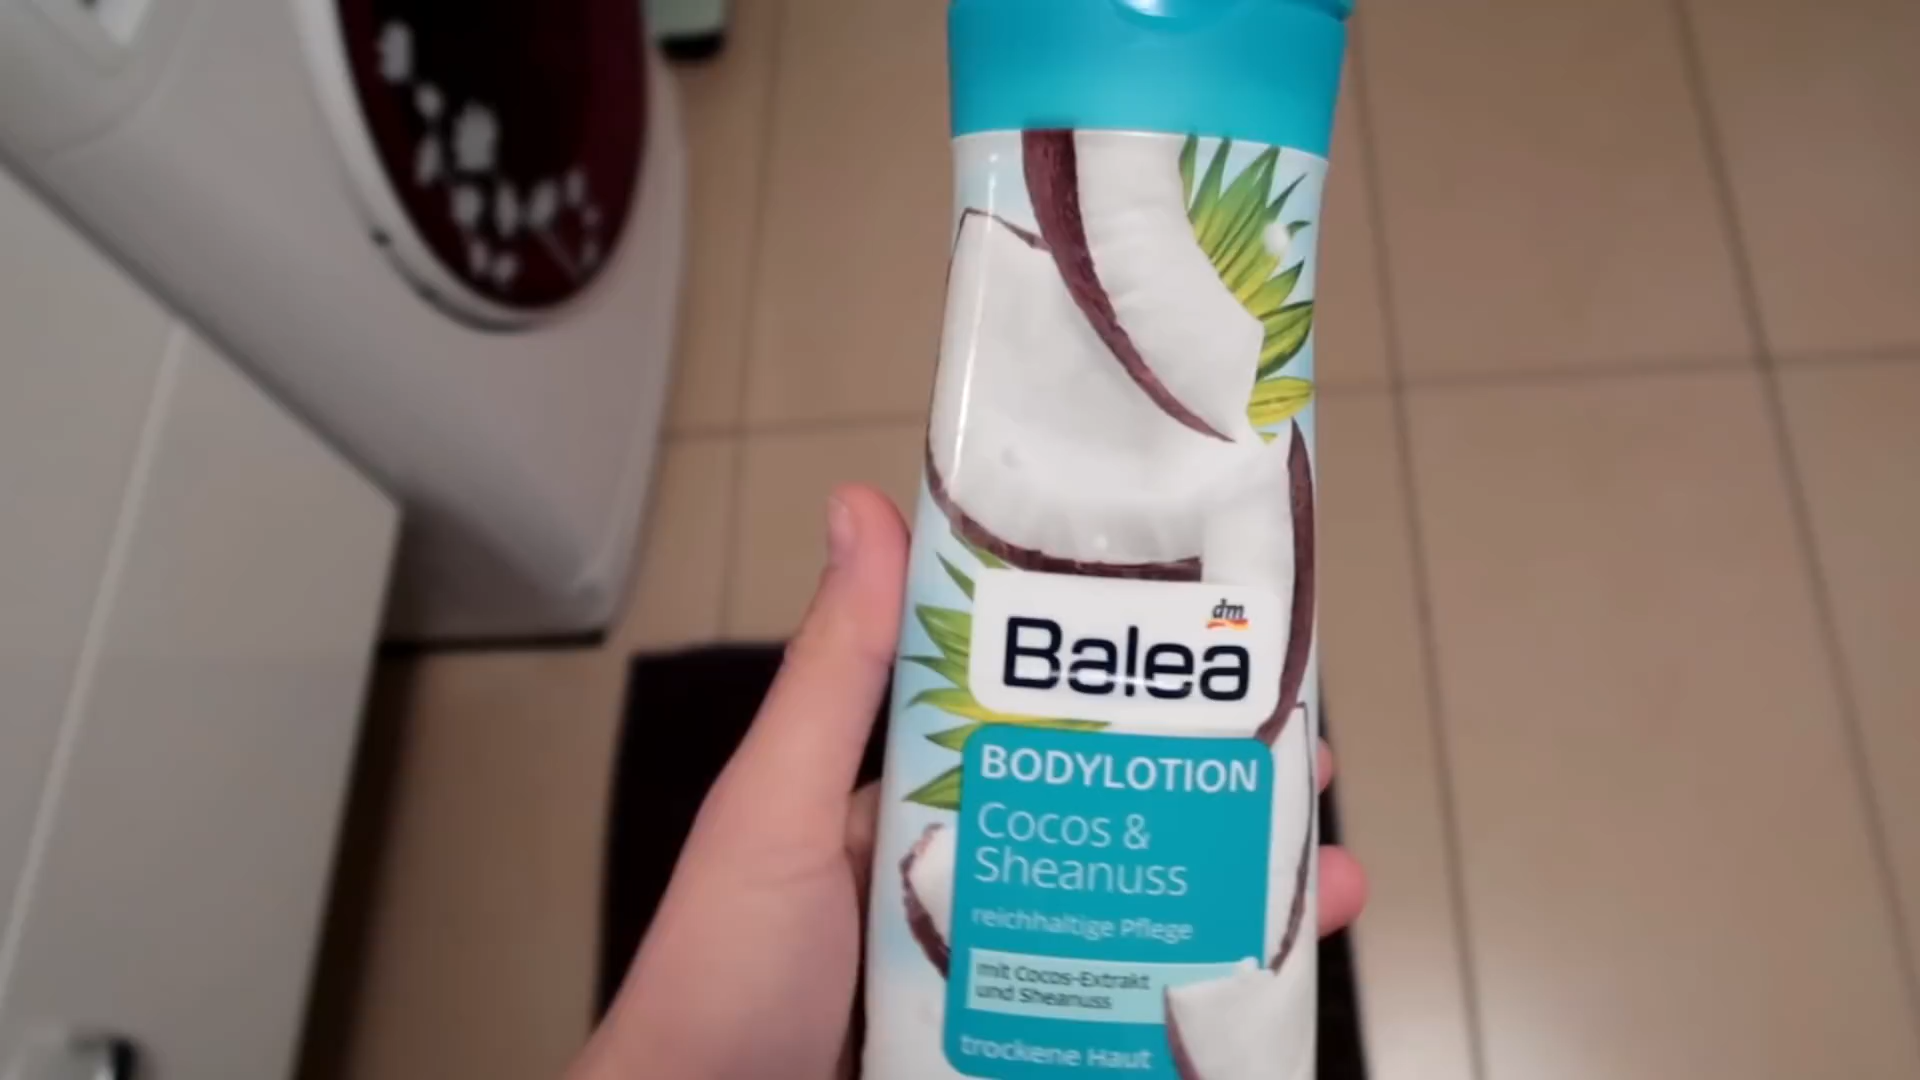 dm
Balea
BODYLOTION
Cocos &
Sheanuss
reichhaltige Pflege
mit Cocos-Extrakt
und Sheanuss
trockene Haut